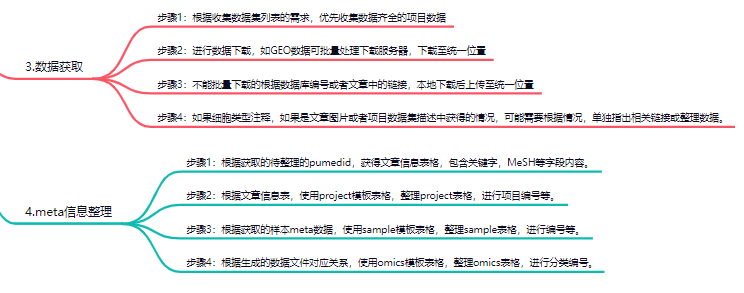 3.数据获取
步骤1：根据收集数据集列表的需求，优先收集数据齐全的项目数据
步骤2：进行数据下载，如GEO数据可批量处理下载服务器，下载至统一位置
步骤3：不能批量下载的根据数据库编号或者文章中的链接，本地下载后上传至统一位置
步骤4：如果细胞类型注释，如果是文章图片或者项目数据集描述中获得的情况，可能需要根据情况，单独指出相关链接或整理数据。
4.meta信息整理
步骤1：根据获取的待整理的pumedid，获得文章信息表格，包含关键字，MeSH等字段内容。
步骤2：根据文章信息表，使用project模板表格，整理project表格，进行项目编号等。
步骤3：根据获取的样本meta数据，使用sample模板表格，整理sample表格，进行编号等。
步骤4：根据生成的数据文件对应关系，使用omics模板表格，整理omics表格，进行分类编号。